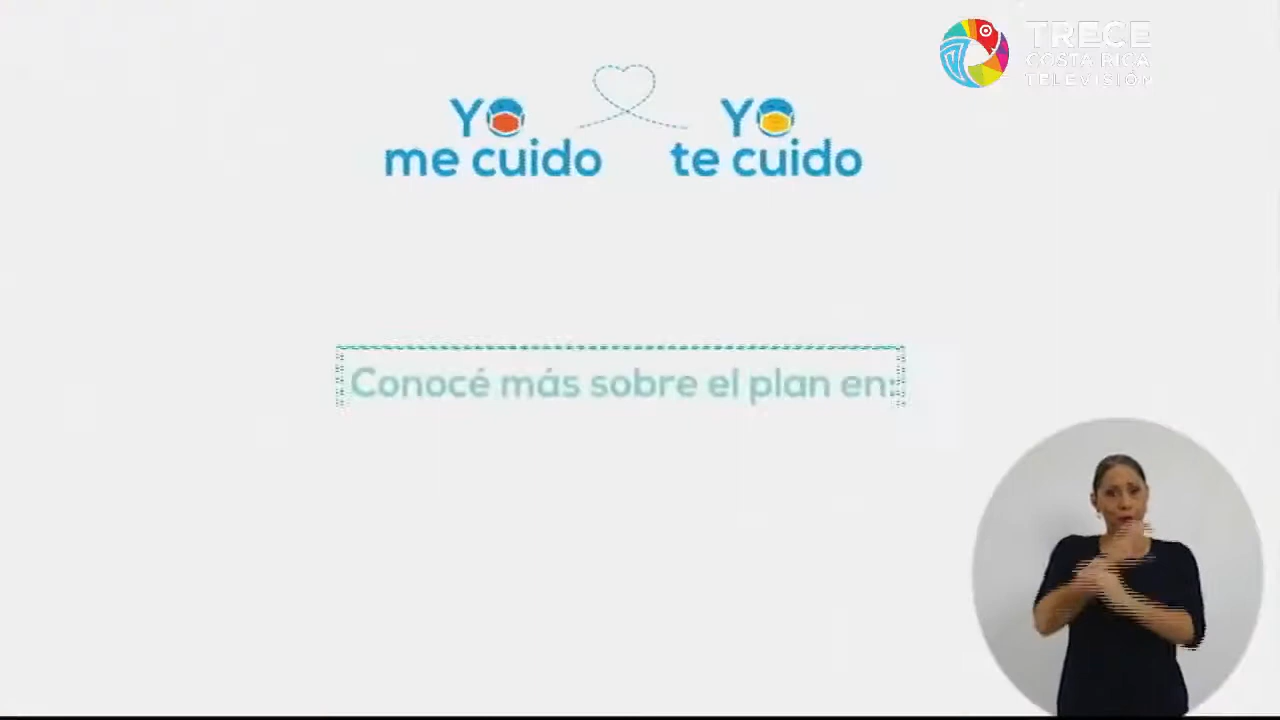 TRECE
COSTA RICA
TELEVISIÓN
YO YO
me cuido te cuido
Conocé más sobre el plan en: